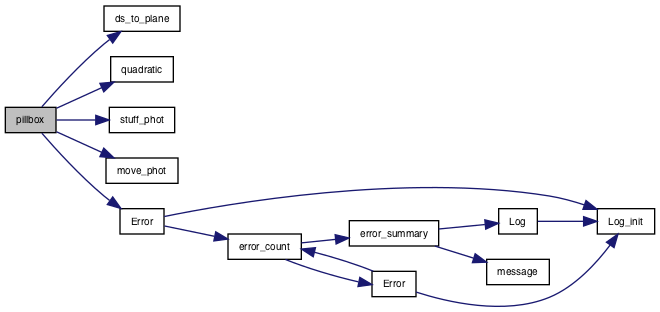 ds_to_plane
quadratic
pillbox
stuff_phot
move_phot
Error
Log
Log_init
error_summary
error_count
message
Error